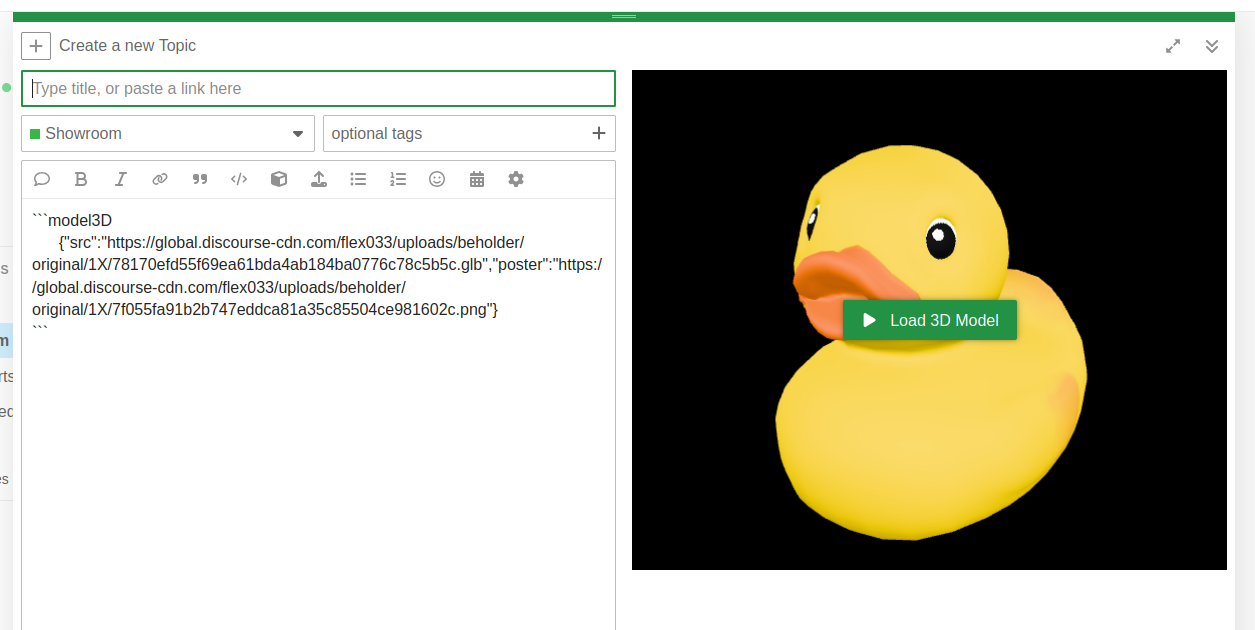 Create a new Topic
Type title, or paste a link here
Showroom
optional tags
```model3D
{"src":"https://global.discourse-cdn.com/flex033/uploads/beholder/
original/1X/78170efd55f69ea61bda4ab184ba0776c78c5b5c.glb","poster":"https:/
/global.discourse-cdn.com/flex033/uploads/beholder/
original/1X/7f055fa91b2b747eddca81a35c85504ce981602c.png"}
```
Load 3D Model
s
m
rts
ed
es